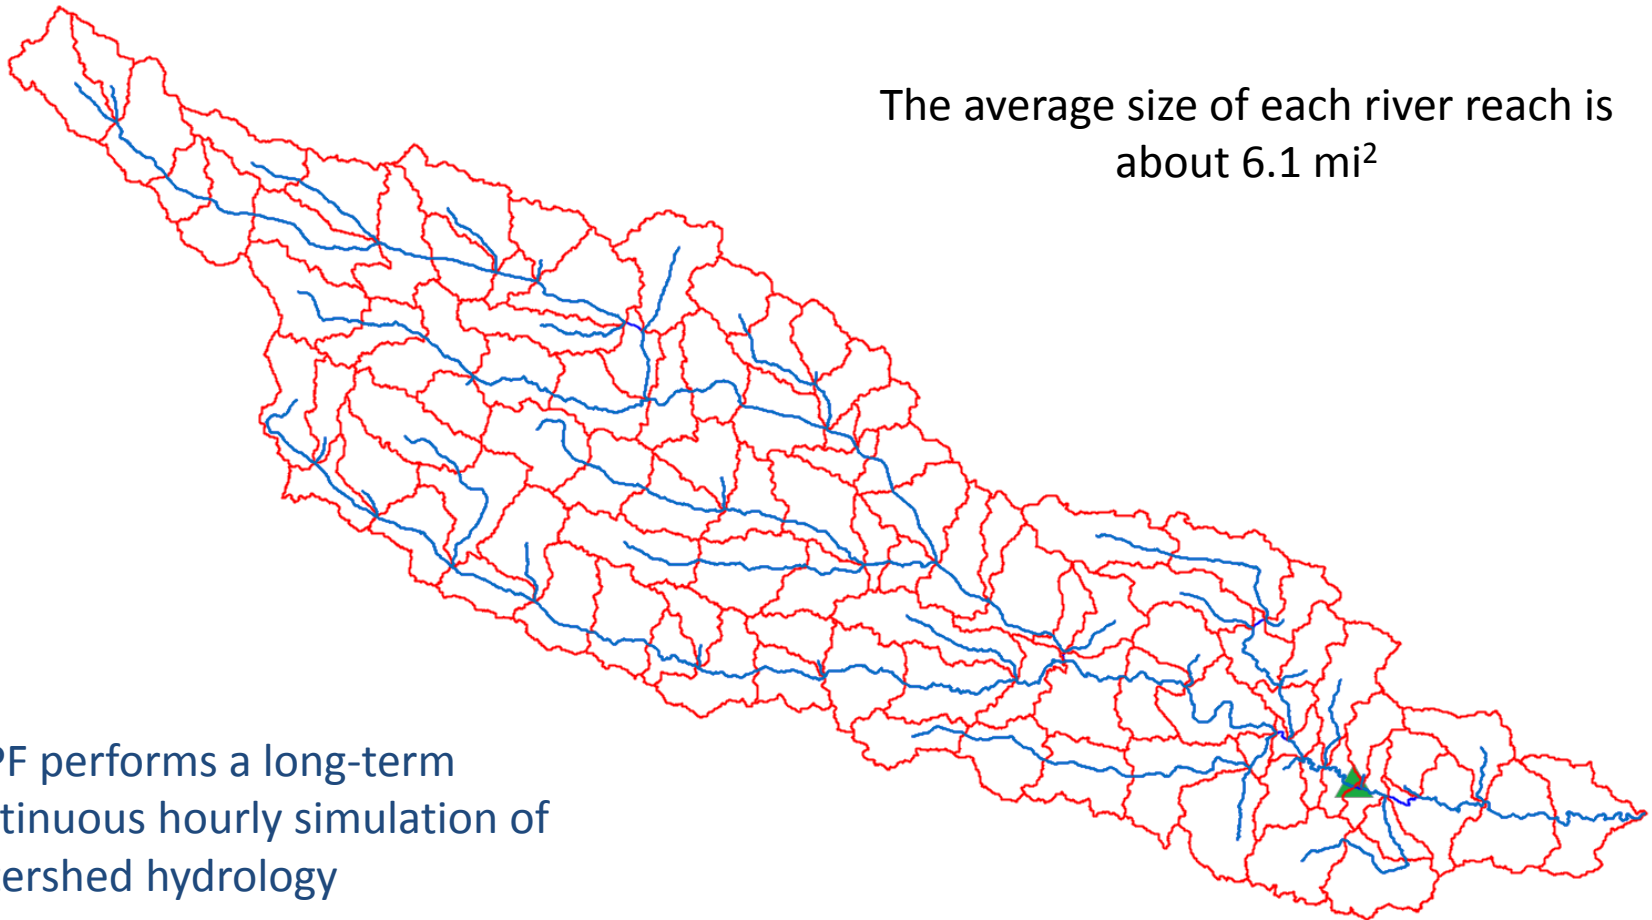 The average size of each river reach is
about 6.1 mi²
PF performs a long-term
tinuous hourly simulation of
ershed hydrology